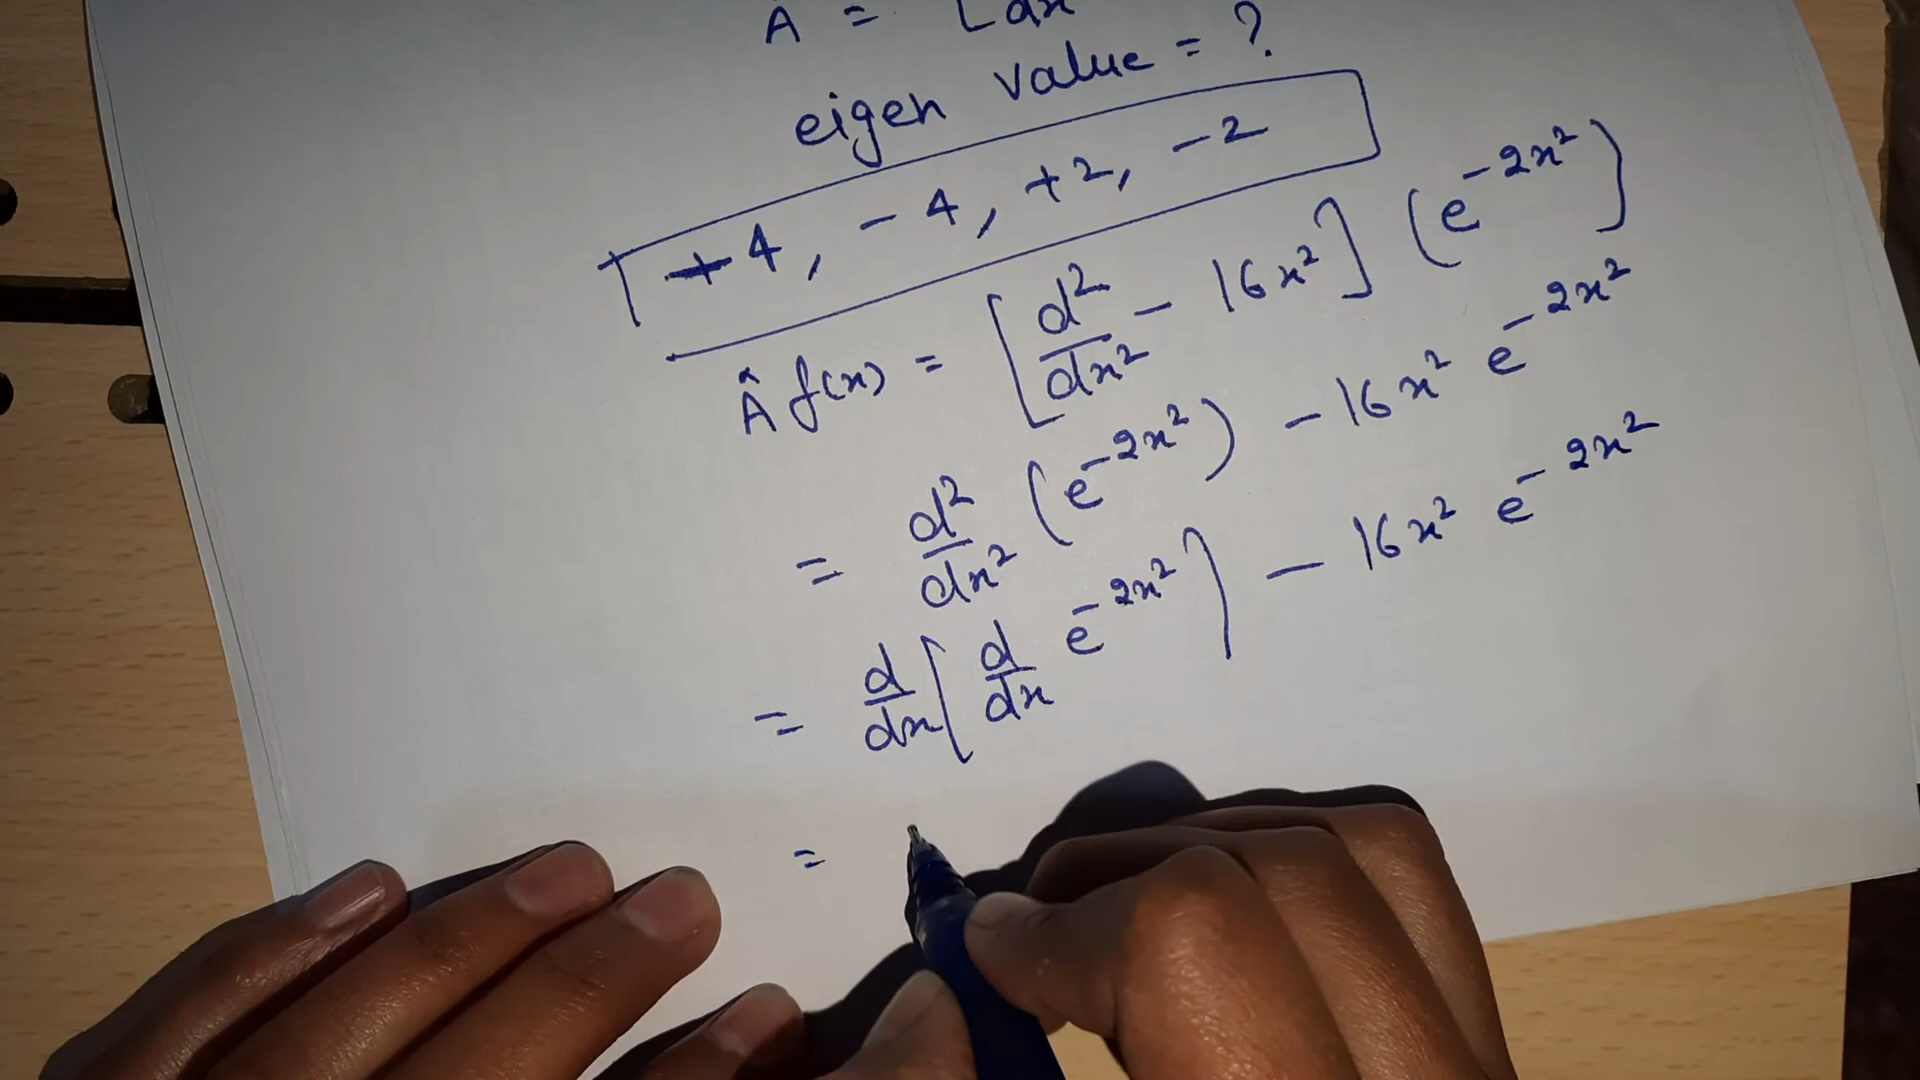 Â = [dx
eigen value = ?
+4, -4, +2, -2
Â f(x) = [d²/dx² - 16x²] (e^-2x²)
= d²/dx² (e^-2x²) - 16x² e^-2x²
= d/dx [d/dx e^-2x²] - 16x² e^-2x²
=